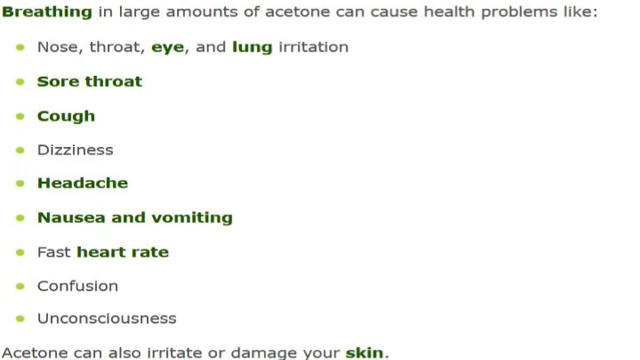 Breathing in large amounts of acetone can cause health problems like:
Nose, throat, eye, and lung irritation
Sore throat
Cough
Dizziness
Headache
Nausea and vomiting
Fast heart rate
Confusion
Unconsciousness
Acetone can also irritate or damage your skin.